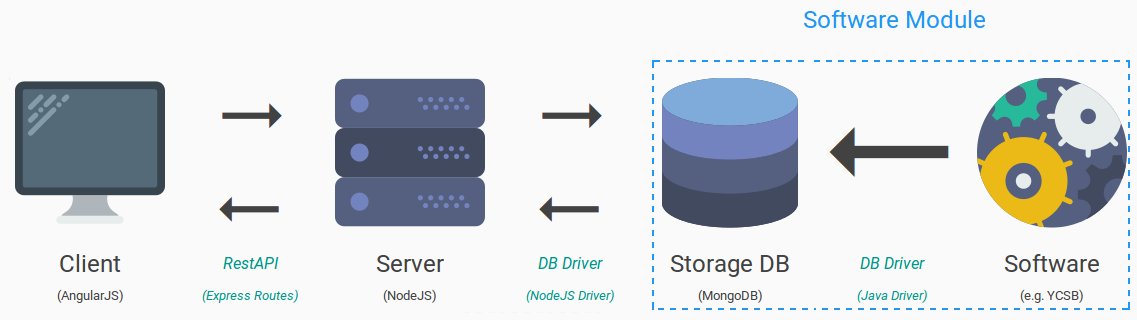 Software Module
Client
RestAPI
Server
DB Driver
Storage DB
DB Driver
Software
(AngularJS)
(Express Routes)
(NodeJS)
(NodeJS Driver)
(MongoDB)
(Java Driver)
(e.g. YCSB)